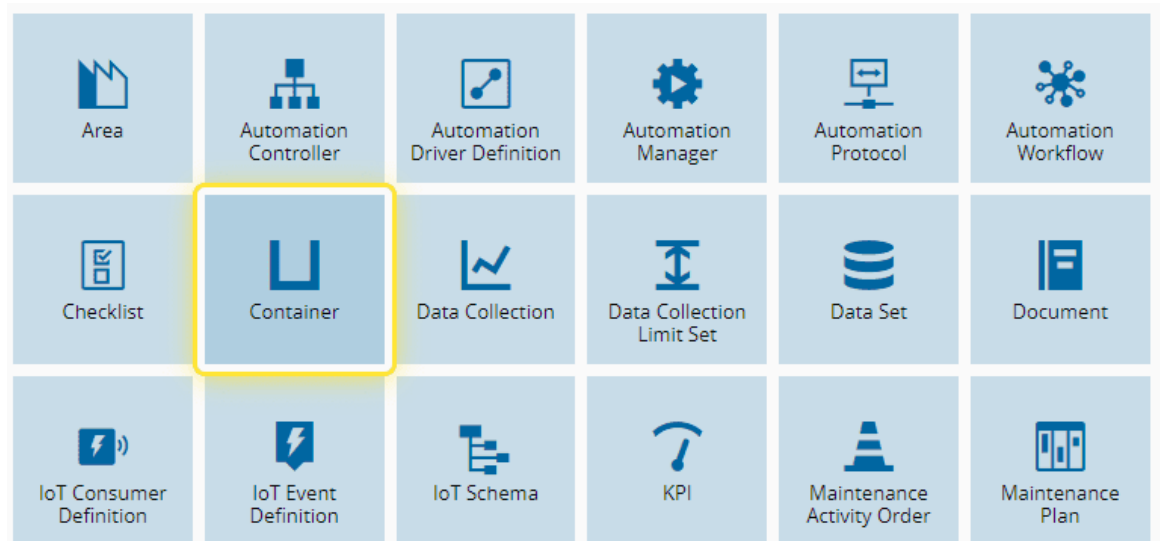 Area
Automation
Controller
Automation
Driver Definition
Automation
Manager
Automation
Protocol
Automation
Workflow
Checklist
Container
Data Collection
Data Collection
Limit Set
Data Set
Document
IoT Consumer
Definition
IoT Event
Definition
IoT Schema
KPI
Maintenance
Activity Order
Maintenance
Plan